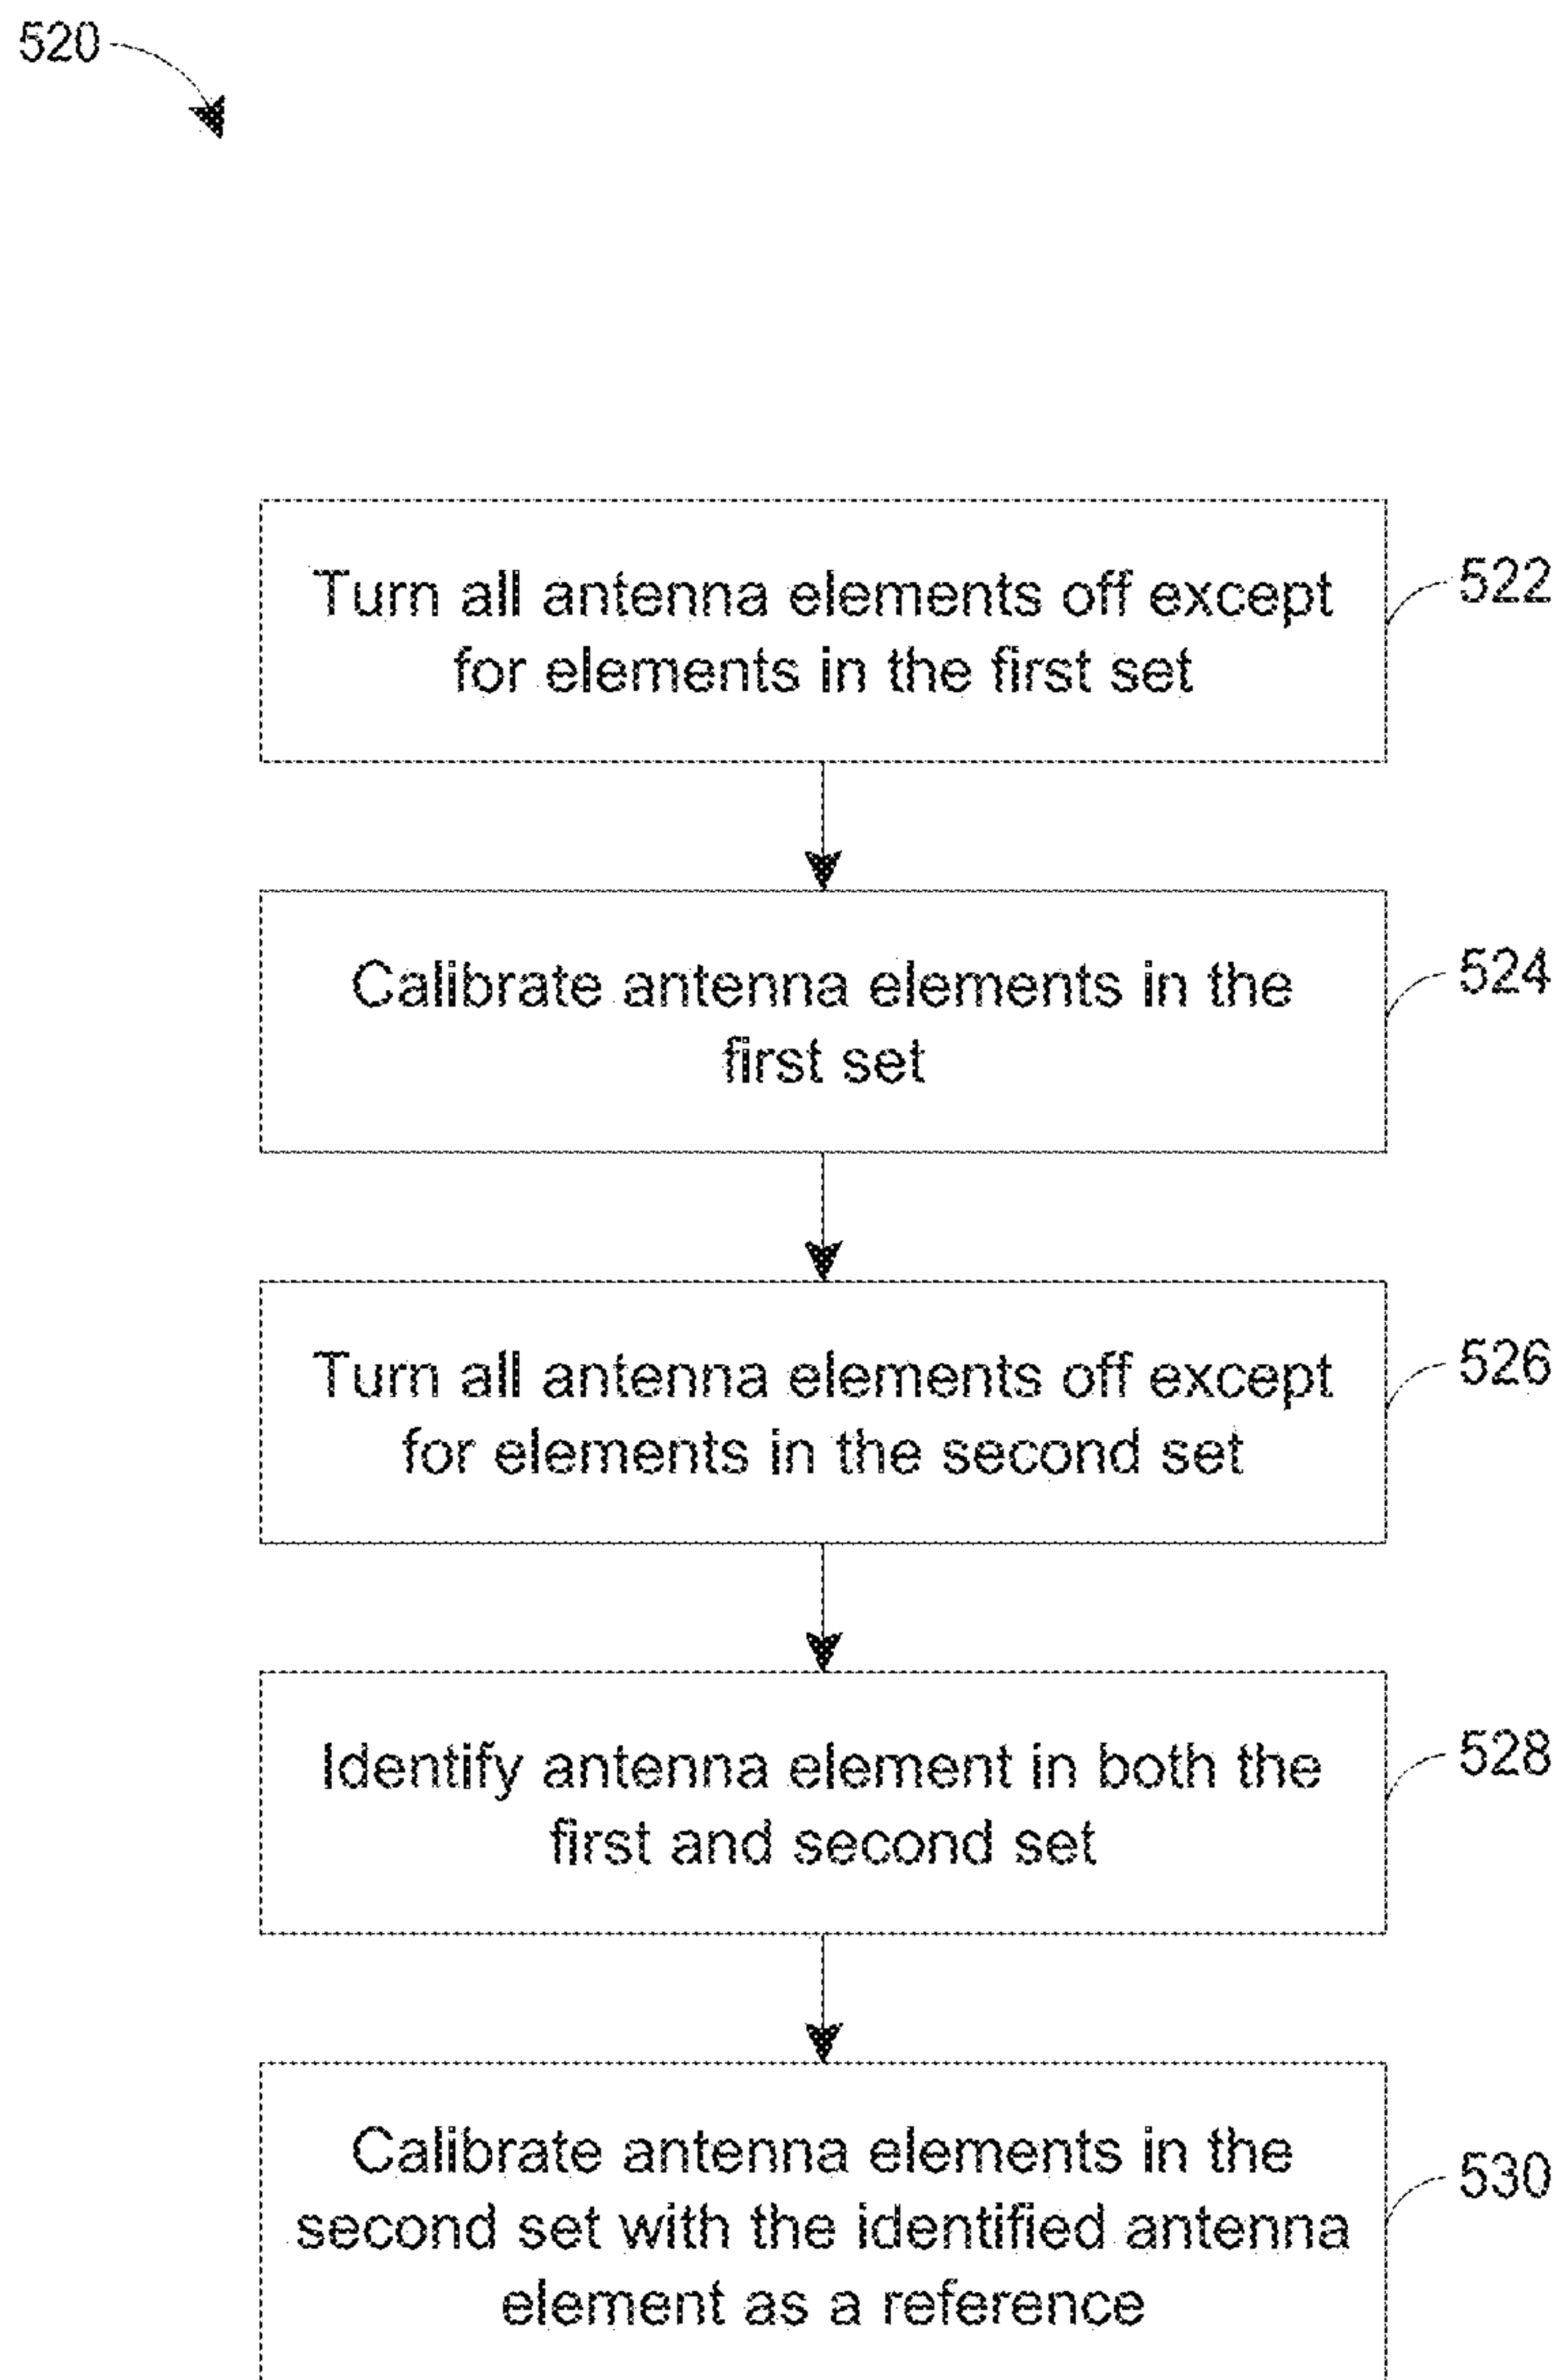 520
Turn all antenna elements off except
for elements in the first set
522
Calibrate antenna elements in the
first set
524
Turn all antenna elements off except
for elements in the second set
526
Identify antenna element in both the
first and second set
528
Calibrate antenna elements in the
second set with the identified antenna
element as a reference
530